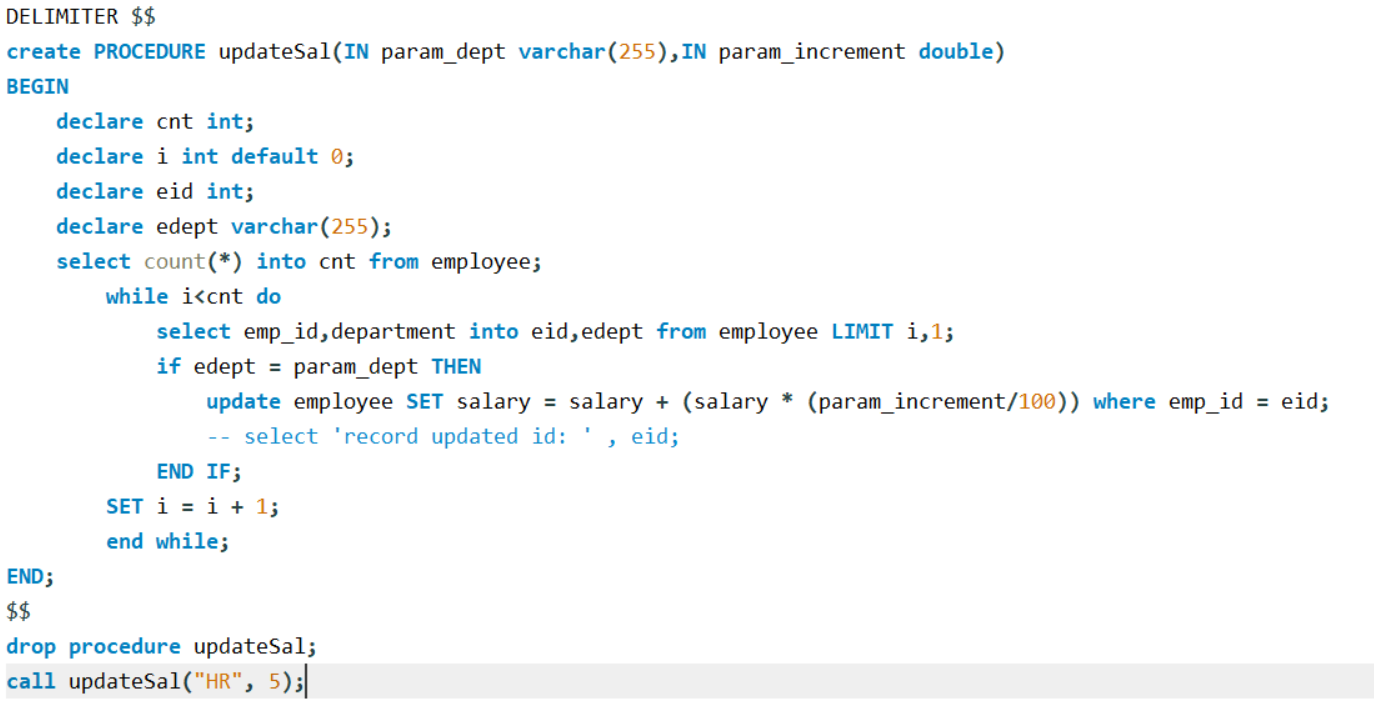 DELIMITER $$
create PROCEDURE updateSal(IN param_dept varchar(255),IN param_increment double)
BEGIN
    declare cnt int;
    declare i int default 0;
    declare eid int;
    declare edept varchar(255);
    select count(*) into cnt from employee;
        while i<cnt do
            select emp_id,department into eid,edept from employee LIMIT i,1;
            if edept = param_dept THEN
                update employee SET salary = salary + (salary * (param_increment/100)) where emp_id = eid;
                -- select 'record updated id: ' , eid;
            END IF;
        SET i = i + 1;
        end while;
END;
$$
drop procedure updateSal;
call updateSal("HR", 5);